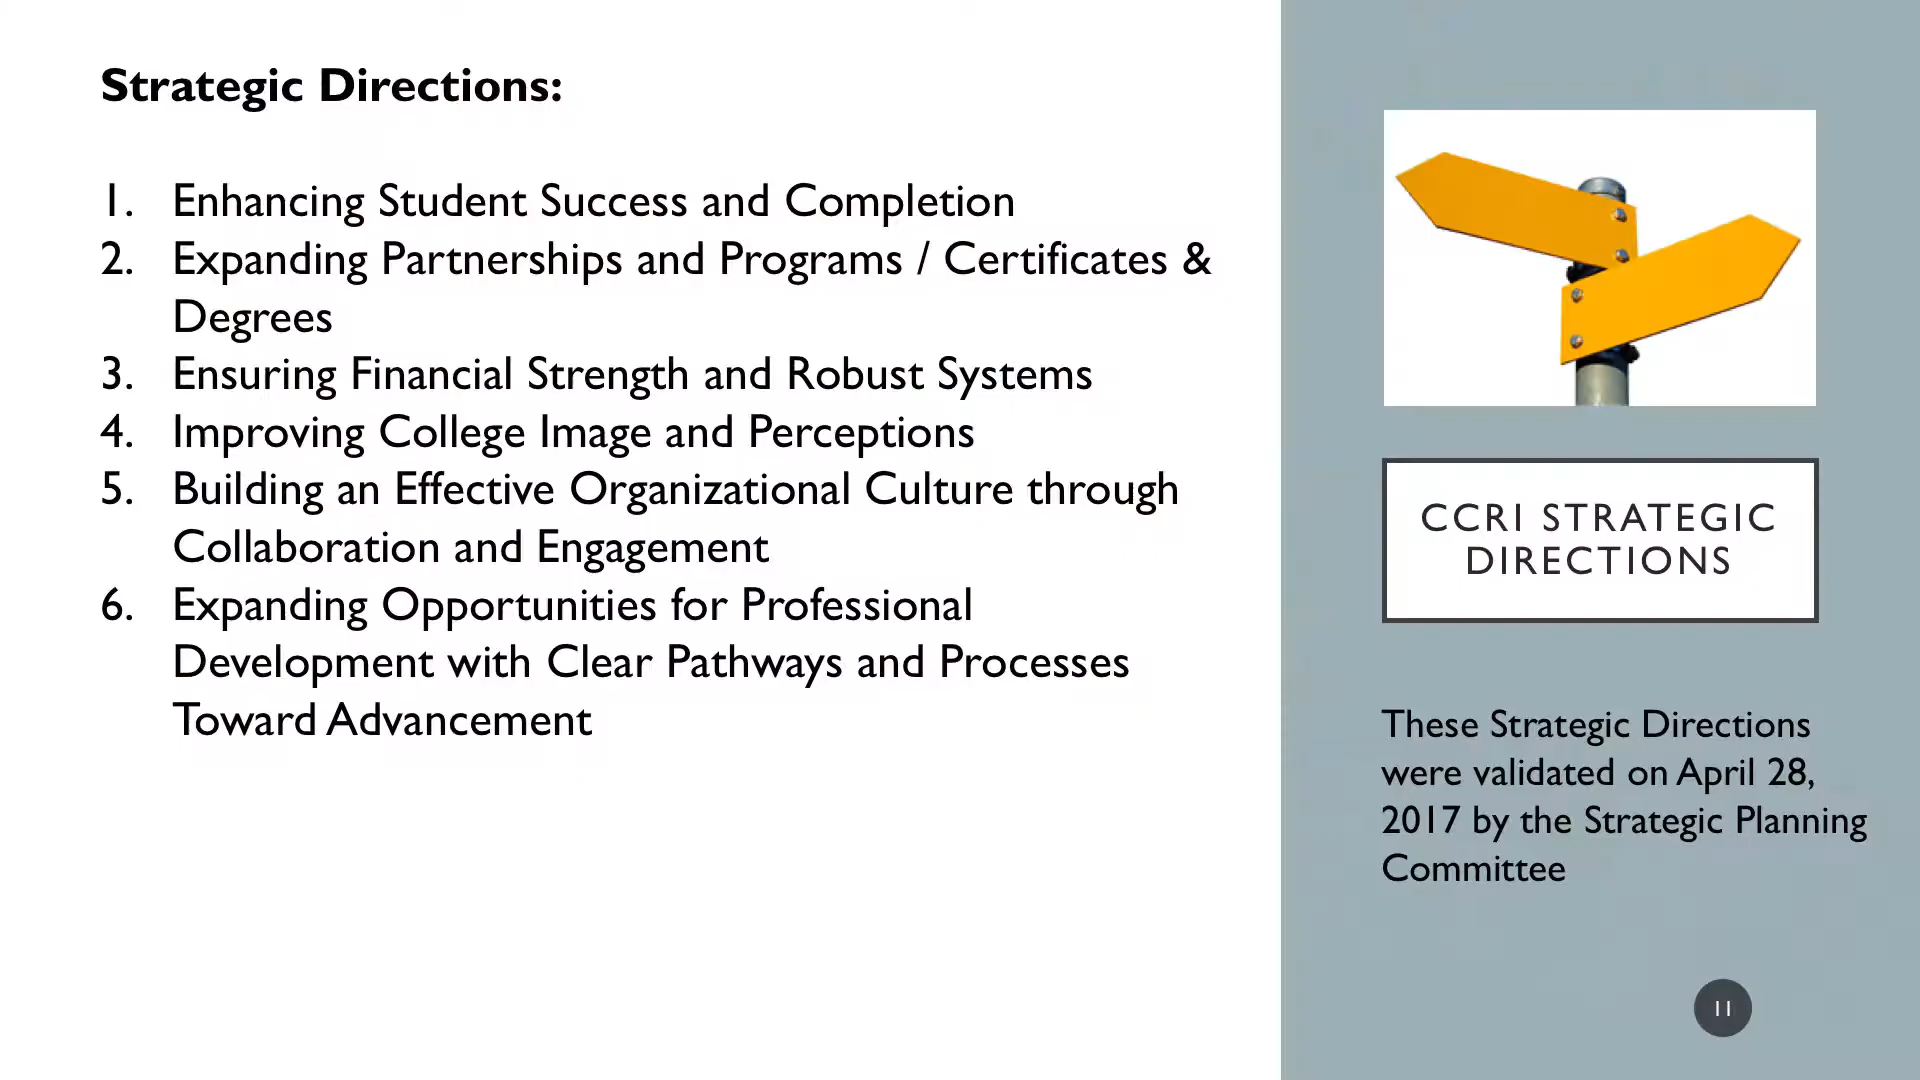 Strategic Directions:
1. Enhancing Student Success and Completion
2. Expanding Partnerships and Programs / Certificates &
Degrees
3. Ensuring Financial Strength and Robust Systems
4. Improving College Image and Perceptions
5. Building an Effective Organizational Culture through
Collaboration and Engagement
6. Expanding Opportunities for Professional
Development with Clear Pathways and Processes
Toward Advancement
CCRI STRATEGIC
DIRECTIONS
These Strategic Directions
were validated on April 28,
2017 by the Strategic Planning
Committee
11